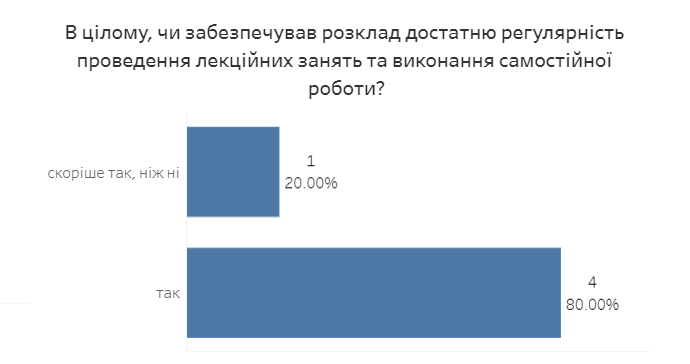 В цілому, чи забезпечував розклад достатню регулярність
проведення лекційних занять та виконання самостійної
роботи?
скоріше так, ніж ні
1
20.00%
так
4
80.00%